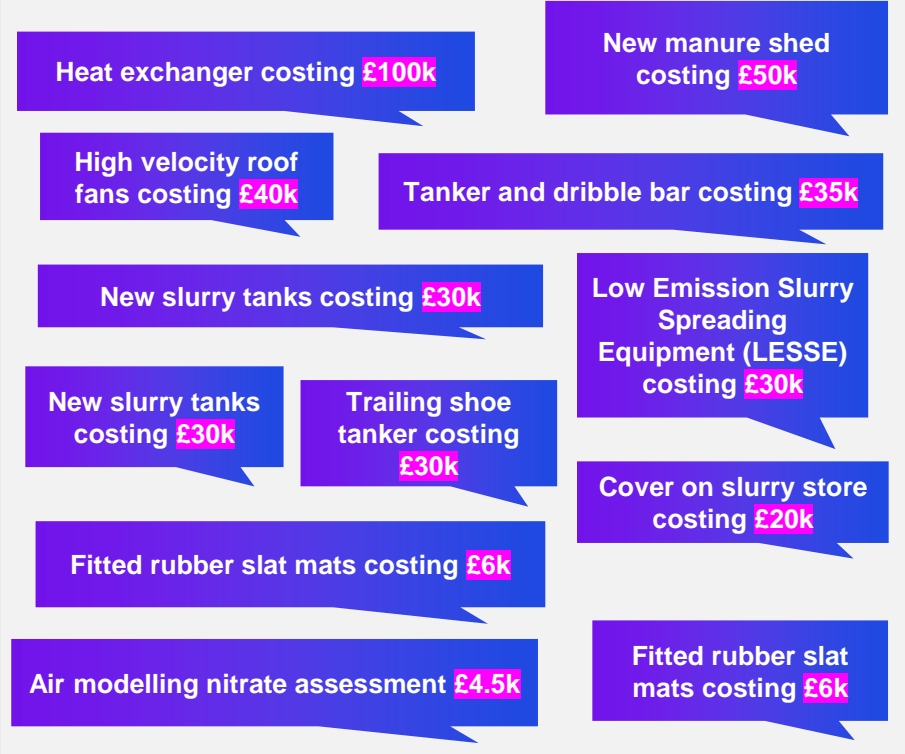 Heat exchanger costing £100k
New manure shed
costing £50k
High velocity roof
fans costing £40k
Tanker and dribble bar costing £35k
New slurry tanks costing £30k
Low Emission Slurry
Spreading
Equipment (LESSE)
costing £30k
New slurry tanks
costing £30k
Trailing shoe
tanker costing
£30k
Cover on slurry store
costing £20k
Fitted rubber slat mats costing £6k
Air modelling nitrate assessment £4.5k
Fitted rubber slat
mats costing £6k